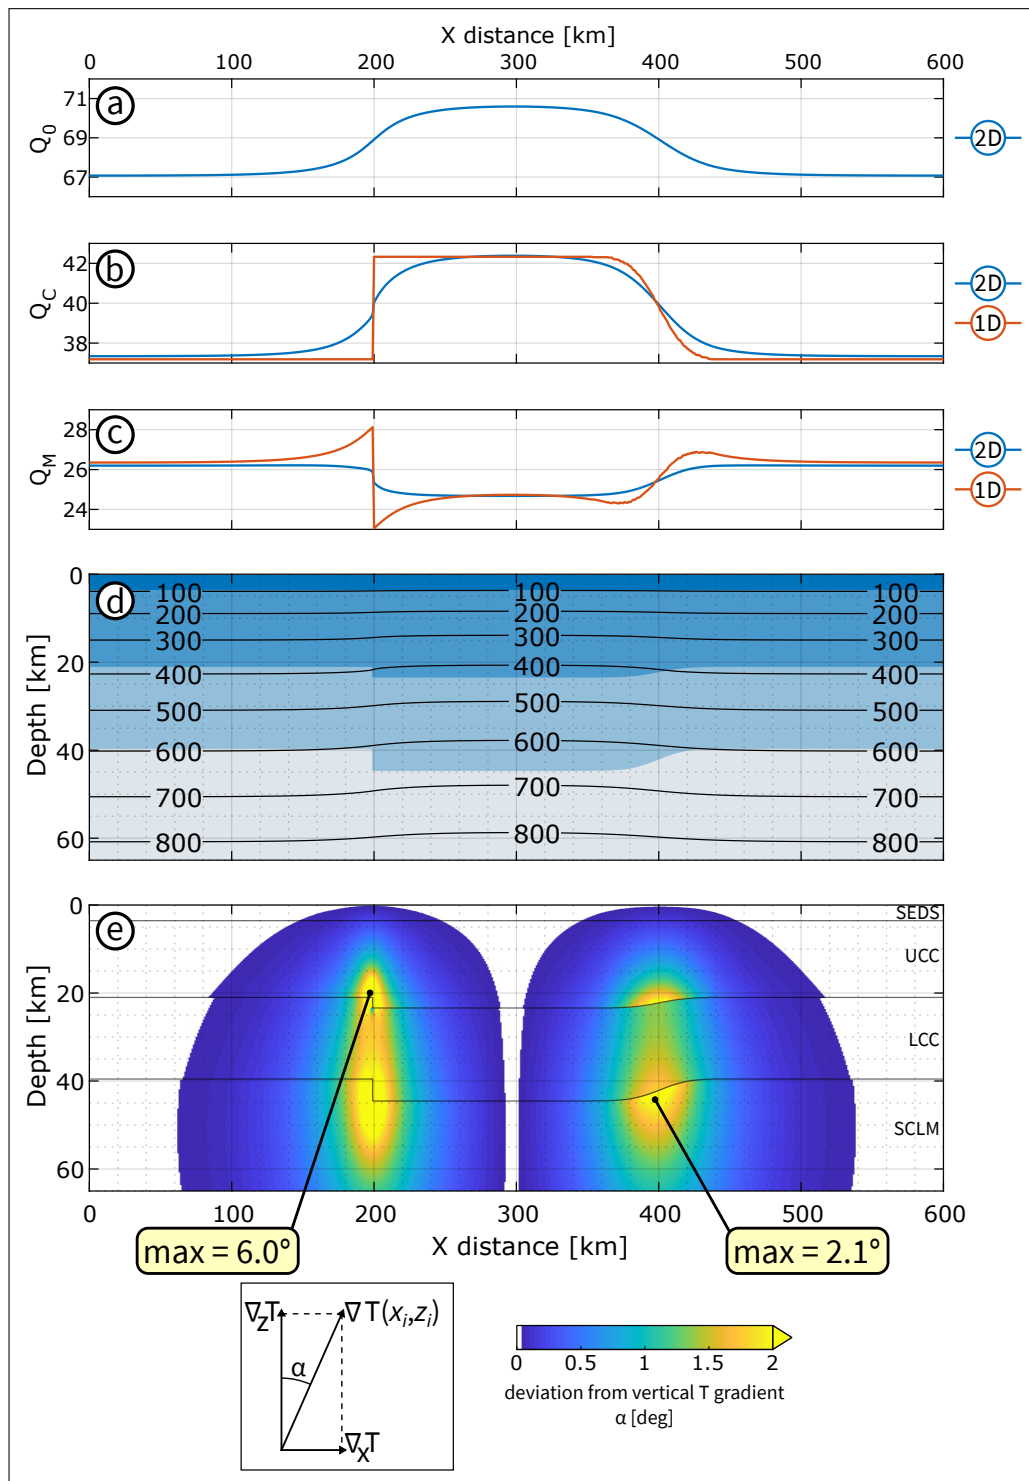 X distance [km]
0 100 200 300 400 500 600
a
Q0
71
69
67
2D
b
QC
42
40
38
2D
1D
c
QM
28
26
24
2D
1D
d
Depth [km]
0
20
40
60
100 100 100
200 200 200
300 300 300
400 400 400
500 500 500
600 600 600
700 700 700
800 800 800
e
Depth [km]
0
20
40
60
SEDS
UCC
LCC
SCLM
0 100 200 300 400 500 600
X distance [km]
max = 6.0°
max = 2.1°
∇zT
∇T(xi,zi)
α
∇xT
0 0.5 1 1.5 2
deviation from vertical T gradient
α [deg]